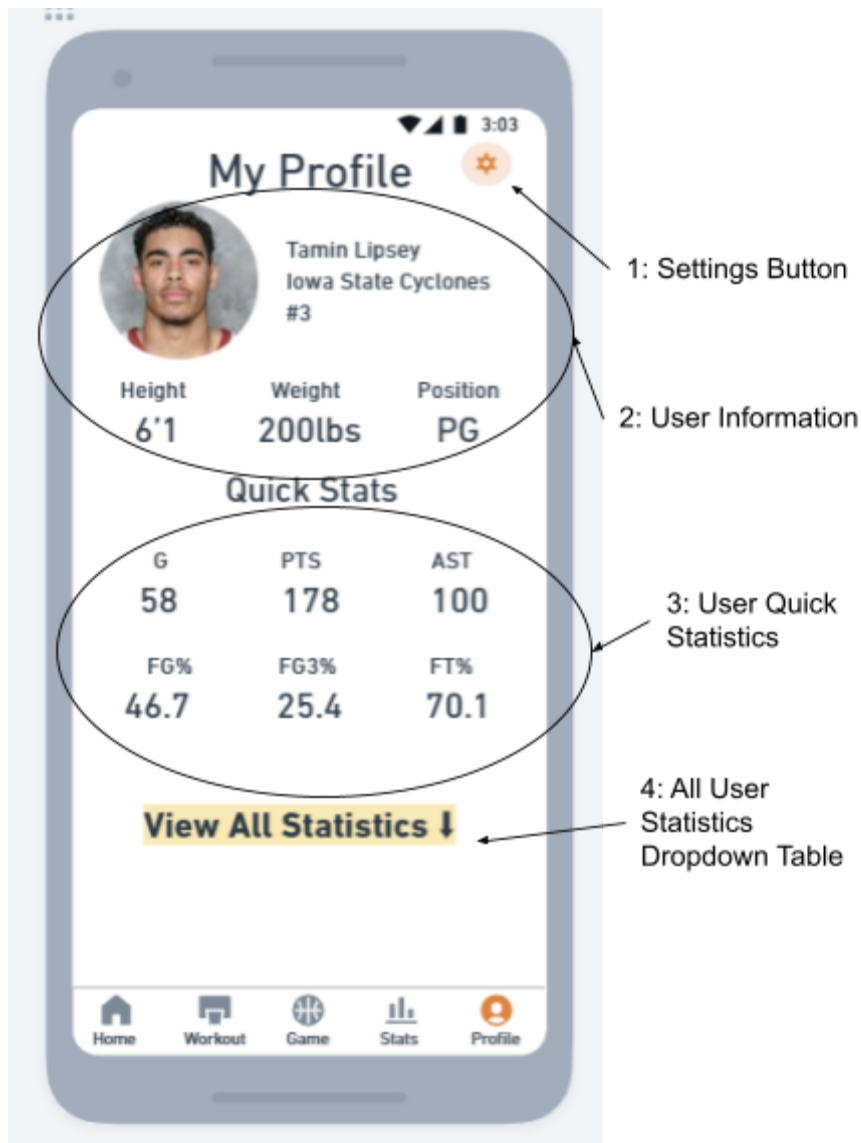 3:03
My Profile
Tamin Lipsey
Iowa State Cyclones
#3
1: Settings Button
Height Weight Position
6'1 200lbs PG
2: User Information
Quick Stats
G PTS AST
58 178 100
3: User Quick
Statistics
FG% FG3% FT%
46.7 25.4 70.1
View All Statistics ⬇
4: All User
Statistics
Dropdown Table
Home Workout Game Stats Profile